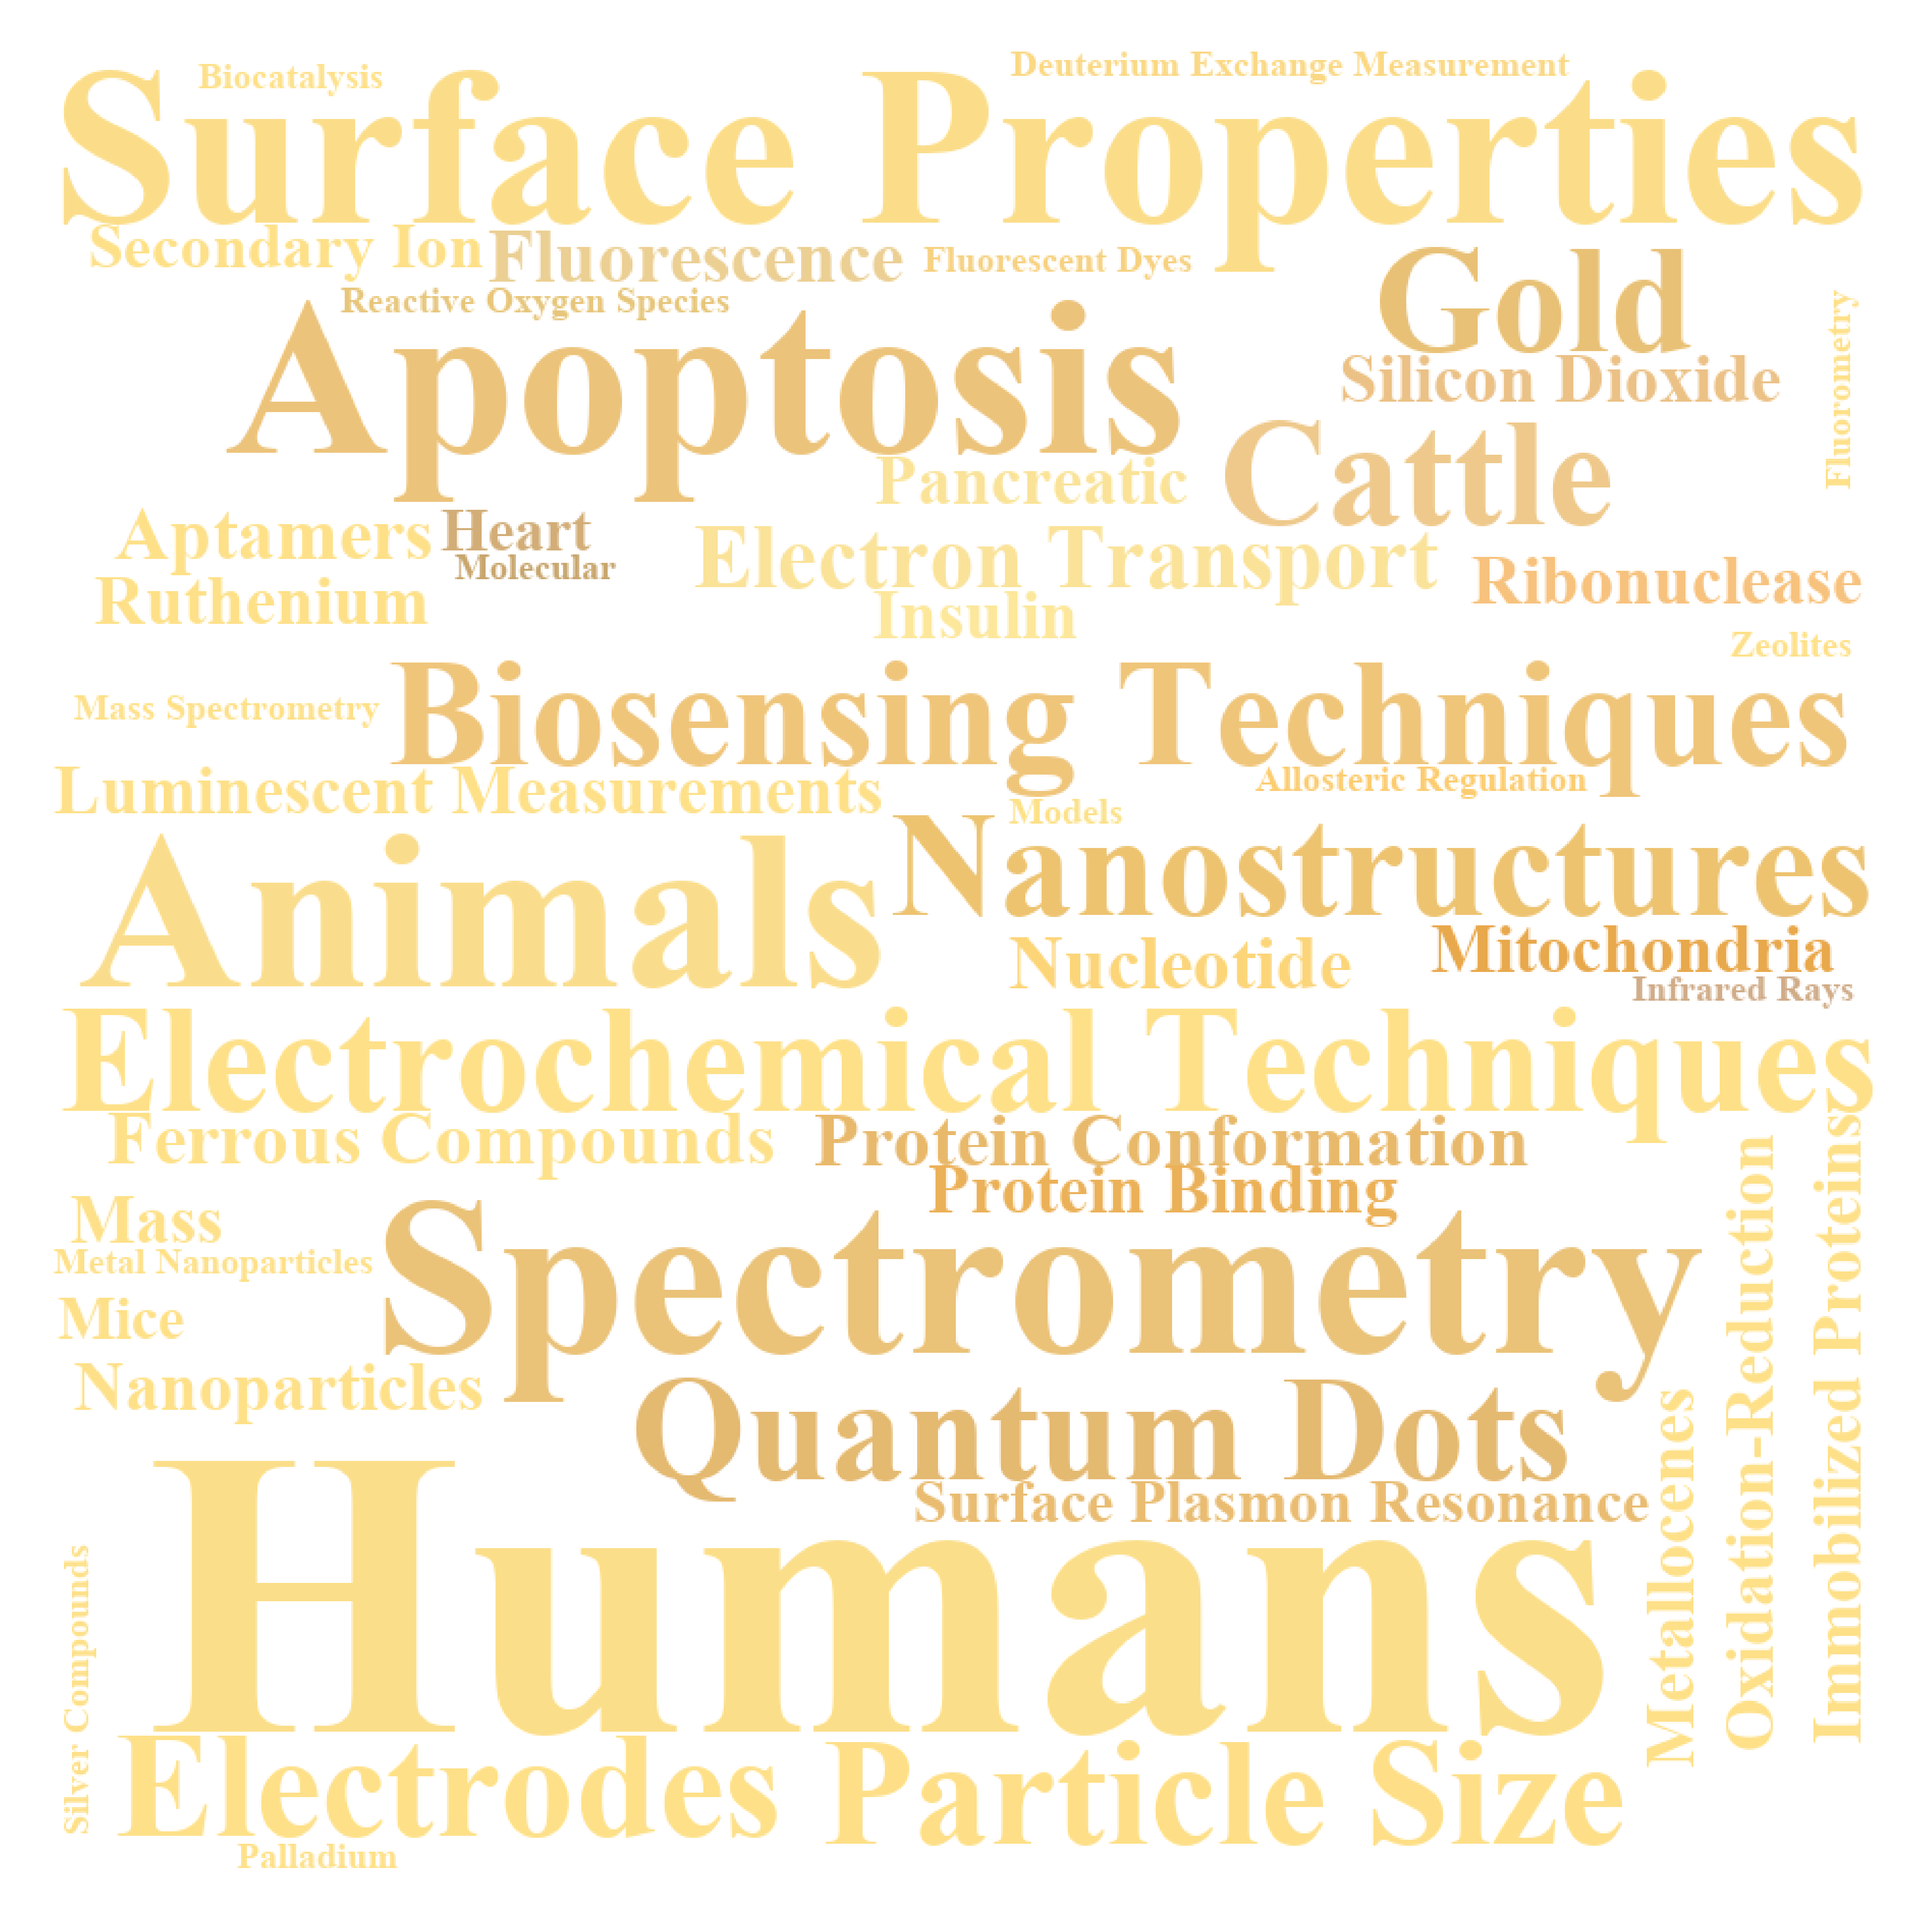 Biocatalysis
Deuterium Exchange Measurement
Surface Properties
Secondary Ion
Fluorescence
Fluorescent Dyes
Gold
Reactive Oxygen Species
Apoptosis
Fluorometry
Silicon Dioxide
Pancreatic
Cattle
Aptamers
Heart
Molecular
Electron Transport
Ribonuclease
Ruthenium
Insulin
Zeolites
Mass Spectrometry
Biosensing Techniques
Luminescent Measurements
Allosteric Regulation
Models
Animals
Nanostructures
Nucleotide
Mitochondria
Infrared Rays
Electrochemical Techniques
Ferrous Compounds
Protein Conformation
Protein Binding
Mass
Metal Nanoparticles
Spectrometry
Mice
Nanoparticles
Quantum Dots
Surface Plasmon Resonance
Metallocenes
Oxidation-Reduction
Immobilized Proteins
Humans
Silver Compounds
Electrodes
Particle Size
Palladium